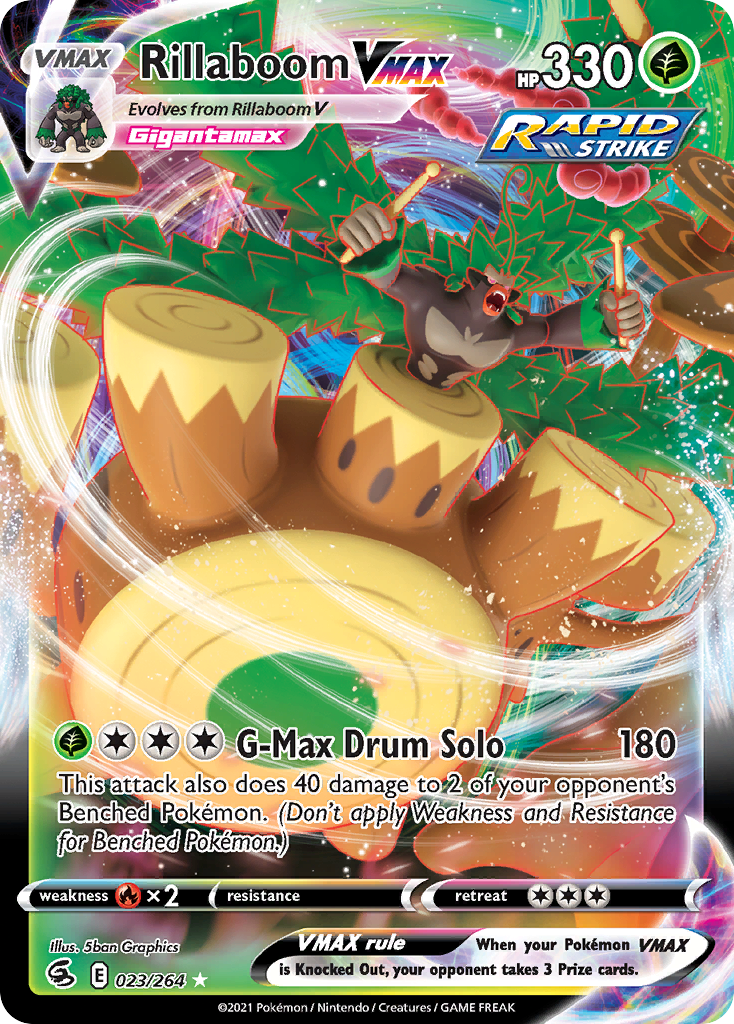 VMAX
Rillaboom VMAX
HP 330
Evolves from Rillaboom V
Gigantamax
RAPID
STRIKE
G-Max Drum Solo 180
This attack also does 40 damage to 2 of your opponent's
Benched Pokémon. (Don't apply Weakness and Resistance
for Benched Pokémon.)
weakness ×2 resistance retreat
Illus. 5ban Graphics
VMAX rule When your Pokémon VMAX
is Knocked Out, your opponent takes 3 Prize cards.
E 023/264 ★
©2021 Pokémon / Nintendo / Creatures / GAME FREAK